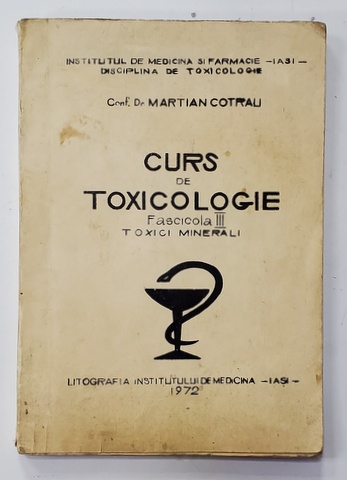 INSTITUTUL DE MEDICINA SI FARMACIE -IASI-
DISCIPLINA DE TOXICOLOGIE
Conf. Dr MARTIAN COTRAU
CURS
DE
TOXICOLOGIE
Fascicola III
TOXICI MINERALI
LITOGRAFIA INSTITUTULUI DE MEDICINA -IAȘI-
1972